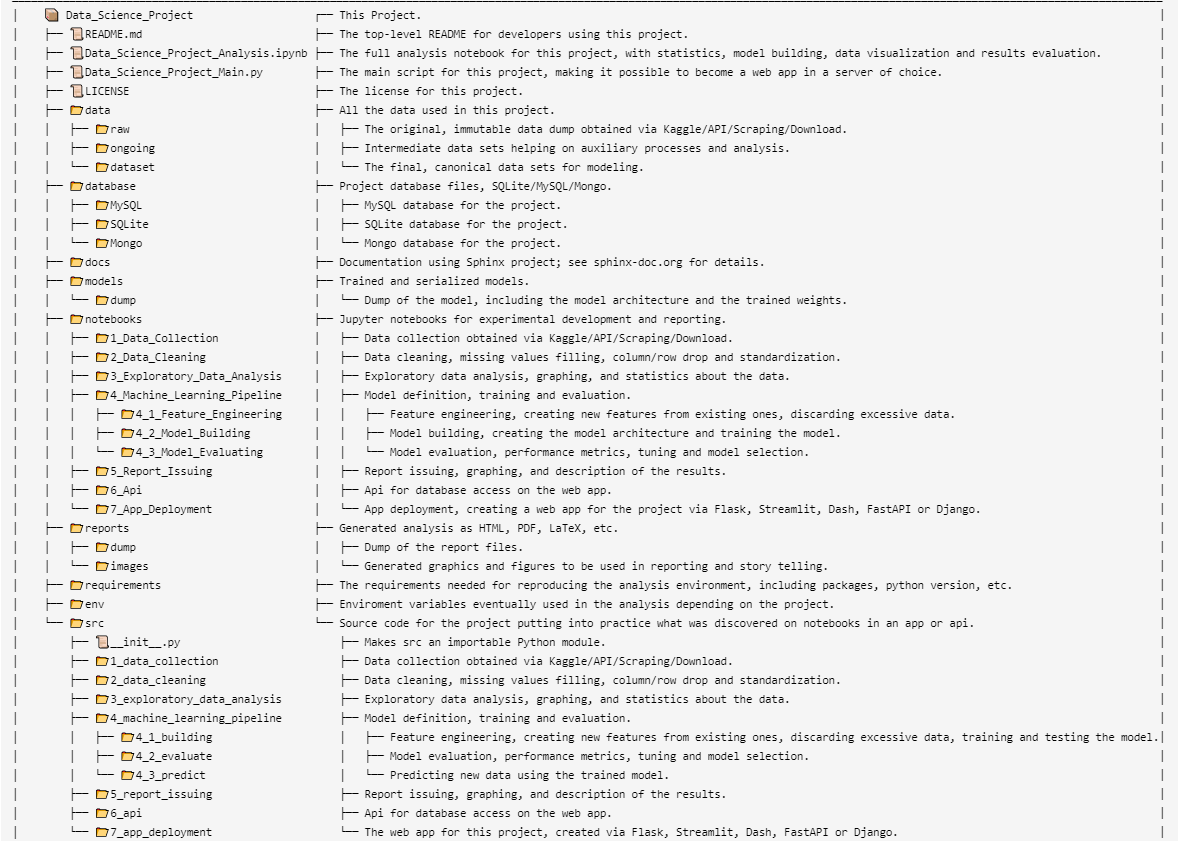 Data_Science_Project ┌── This Project.
├── README.md ├── The top-level README for developers using this project.
├── Data_Science_Project_Analysis.ipynb ├── The full analysis notebook for this project, with statistics, model building, data visualization and results evaluation.
├── Data_Science_Project_Main.py ├── The main script for this project, making it possible to become a web app in a server of choice.
├── LICENSE ├── The license for this project.
├── data ├── All the data used in this project.
│ ├── raw │ ├── The original, immutable data dump obtained via Kaggle/API/Scraping/Download.
│ ├── ongoing │ ├── Intermediate data sets helping on auxiliary processes and analysis.
│ └── dataset │ └── The final, canonical data sets for modeling.
├── database ├── Project database files, SQLite/MySQL/Mongo.
│ ├── MySQL │ ├── MySQL database for the project.
│ ├── SQLite │ ├── SQLite database for the project.
│ └── Mongo │ └── Mongo database for the project.
├── docs ├── Documentation using Sphinx project; see sphinx-doc.org for details.
├── models ├── Trained and serialized models.
│ └── dump │ └── Dump of the model, including the model architecture and the trained weights.
├── notebooks ├── Jupyter notebooks for experimental development and reporting.
│ ├── 1_Data_Collection │ ├── Data collection obtained via Kaggle/API/Scraping/Download.
│ ├── 2_Data_Cleaning │ ├── Data cleaning, missing values filling, column/row drop and standardization.
│ ├── 3_Exploratory_Data_Analysis │ ├── Exploratory data analysis, graphing, and statistics about the data.
│ ├── 4_Machine_Learning_Pipeline │ ├── Model definition, training and evaluation.
│ │ ├── 4_1_Feature_Engineering │ │ ├── Feature engineering, creating new features from existing ones, discarding excessive data.
│ │ ├── 4_2_Model_Building │ │ ├── Model building, creating the model architecture and training the model.
│ │ └── 4_3_Model_Evaluating │ │ └── Model evaluation, performance metrics, tuning and model selection.
│ ├── 5_Report_Issuing │ ├── Report issuing, graphing, and description of the results.
│ ├── 6_Api │ ├── Api for database access on the web app.
│ └── 7_App_Deployment │ └── App deployment, creating a web app for the project via Flask, Streamlit, Dash, FastAPI or Django.
├── reports ├── Generated analysis as HTML, PDF, LaTeX, etc.
│ ├── dump │ ├── Dump of the report files.
│ └── images │ └── Generated graphics and figures to be used in reporting and story telling.
├── requirements ├── The requirements needed for reproducing the analysis environment, including packages, python version, etc.
├── env ├── Enviroment variables eventually used in the analysis depending on the project.
└── src └── Source code for the project putting into practice what was discovered on notebooks in an app or api.
├── __init__.py ├── Makes src an importable Python module.
├── 1_data_collection ├── Data collection obtained via Kaggle/API/Scraping/Download.
├── 2_data_cleaning ├── Data cleaning, missing values filling, column/row drop and standardization.
├── 3_exploratory_data_analysis ├── Exploratory data analysis, graphing, and statistics about the data.
├── 4_machine_learning_pipeline ├── Model definition, training and evaluation.
│ ├── 4_1_building │ ├── Feature engineering, creating new features from existing ones, discarding excessive data, training and testing the model.
│ ├── 4_2_evaluate │ ├── Model evaluation, performance metrics, tuning and model selection.
│ └── 4_3_predict │ └── Predicting new data using the trained model.
├── 5_report_issuing ├── Report issuing, graphing, and description of the results.
├── 6_api ├── Api for database access on the web app.
└── 7_app_deployment └── The web app for this project, created via Flask, Streamlit, Dash, FastAPI or Django.